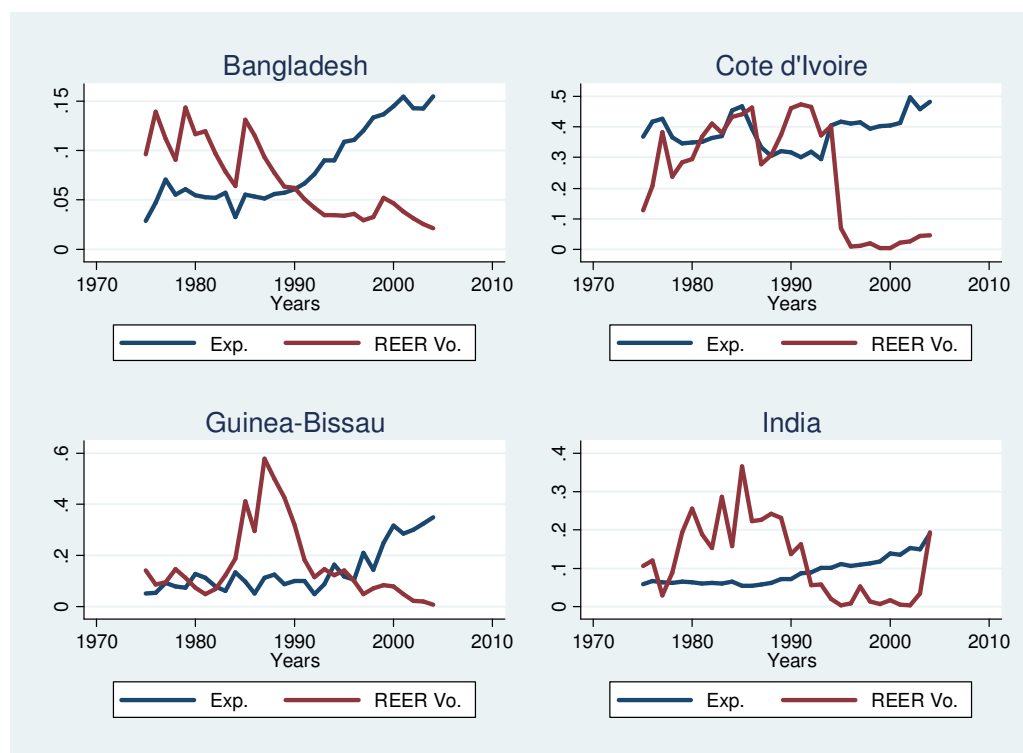 Bangladesh
.15
.1
.05
0
1970 1980 1990 2000 2010
Years
Exp. REER Vo.
Cote d'Ivoire
.5
.4
.3
.2
.1
0
1970 1980 1990 2000 2010
Years
Exp. REER Vo.
Guinea-Bissau
.6
.4
.2
0
1970 1980 1990 2000 2010
Years
Exp. REER Vo.
India
.4
.3
.2
.1
0
1970 1980 1990 2000 2010
Years
Exp. REER Vo.